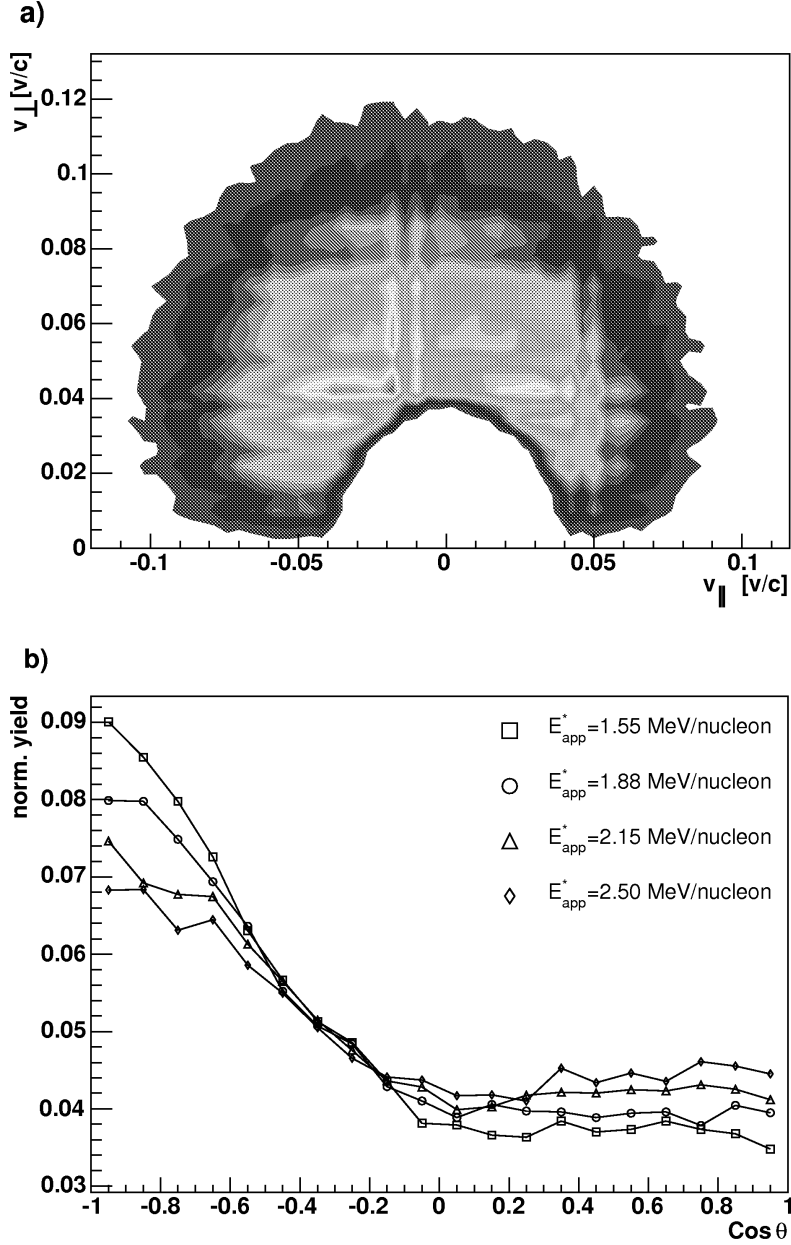 a)
v⊥ [v/c]
0.12
0.1
0.08
0.06
0.04
0.02
0
-0.1 -0.05 0 0.05 0.1
v∥ [v/c]
b)
norm. yield
0.09
0.08
0.07
0.06
0.05
0.04
0.03
E*app=1.55 MeV/nucleon
E*app=1.88 MeV/nucleon
E*app=2.15 MeV/nucleon
E*app=2.50 MeV/nucleon
-1 -0.8 -0.6 -0.4 -0.2 0 0.2 0.4 0.6 0.8 1
Cos θ